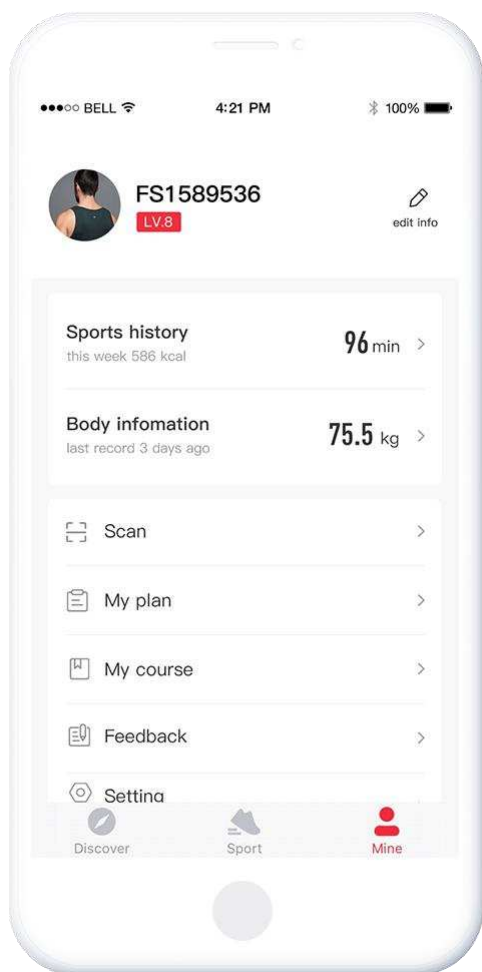 BELL 4:21 PM 100%
FS1589536
LV.8
edit info
Sports history
this week 586 kcal
96 min
Body infomation
last record 3 days ago
75.5 kg
Scan
My plan
My course
Feedback
Setting
Discover Sport Mine